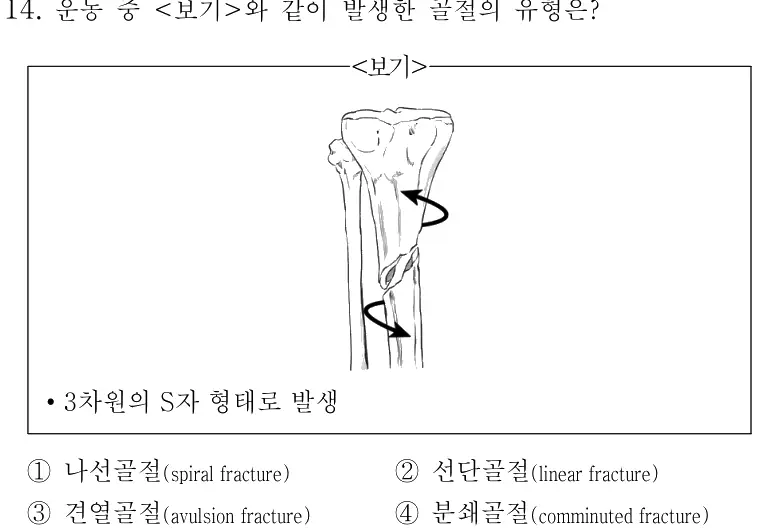 14. 운동 중 <보기>와 같이 발생한 골절의 유형은?
<보기>
• 3차원의 S자 형태로 발생
① 나선골절(spiral fracture) ② 선단골절(linear fracture)
③ 견열골절(avulsion fracture) ④ 분쇄골절(comminuted fracture)